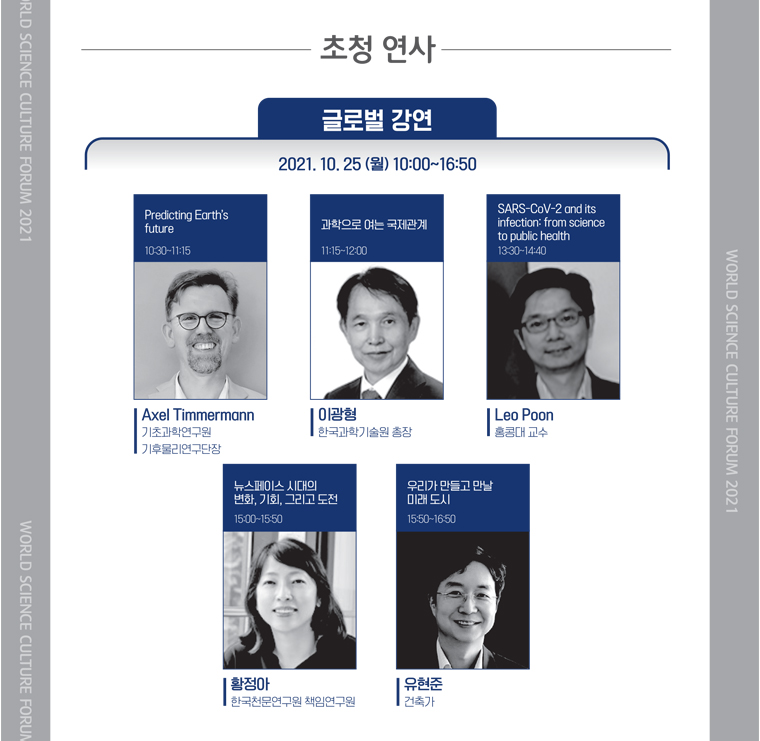 초청 연사
글로벌 강연
2021. 10. 25 (월) 10:00~16:50
Predicting Earth's
future
10:30~11:15
과학으로 여는 국제관계
11:15~12:00
SARS-CoV-2 and its
infection: from science
to public health
13:30~14:40
Axel Timmermann
기초과학연구원
기후물리연구단장
이광형
한국과학기술원 총장
Leo Poon
홍콩대 교수
뉴스페이스 시대의
변화, 기회, 그리고 도전
15:00~15:50
우리가 만들고 만날
미래 도시
15:50~16:50
황정아
한국천문연구원 책임연구원
유현준
건축가
RLD SCIENCE CULTURE FORUM 2021
WORLD SCIENCE CULTURE FORUM
WORLD SCIENCE CULTURE FORUM 2021